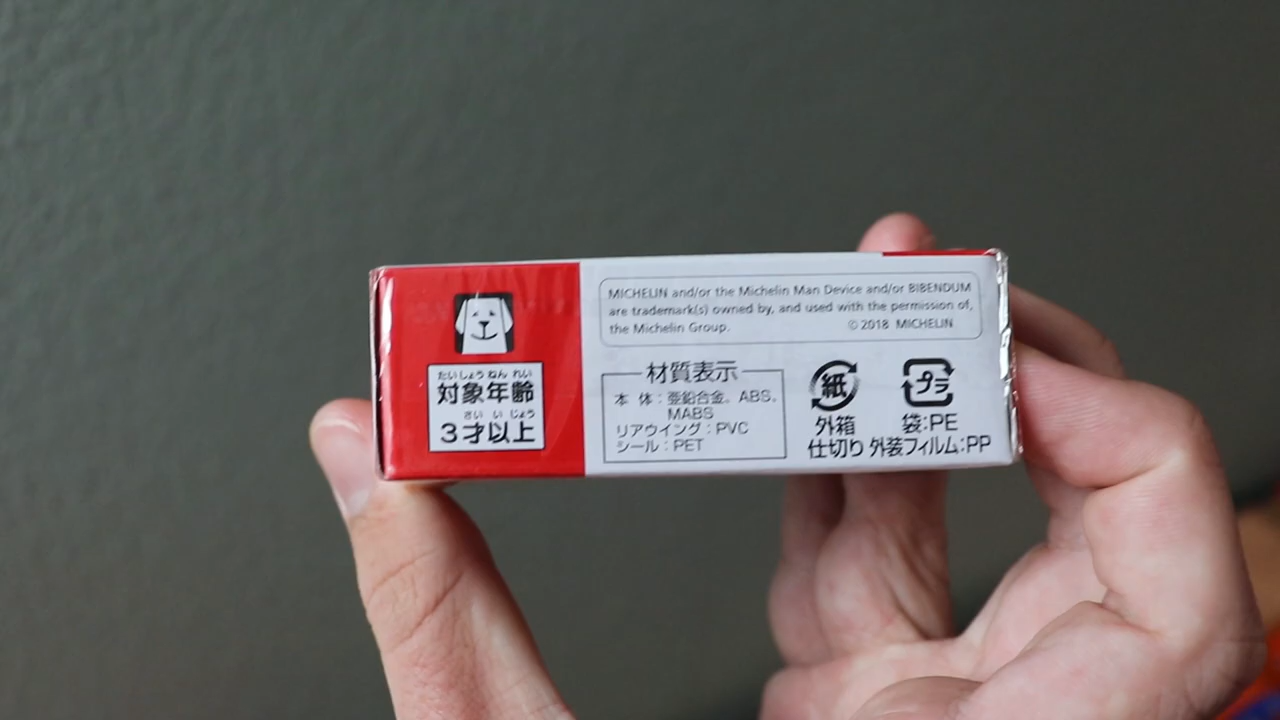 たいしょう ねん れい
対象年齢
さい い じょう
3才以上
MICHELIN and/or the Michelin Man Device and/or BIBENDUM
are trademark(s) owned by, and used with the permission of,
the Michelin Group.
© 2018 MICHELIN
材質表示
本 体：亜鉛合金。ABS。
MABS
リアウイング：PVC
シール：PET
紙
外箱
仕切り
プラ
袋：PE
外装フィルム：PP